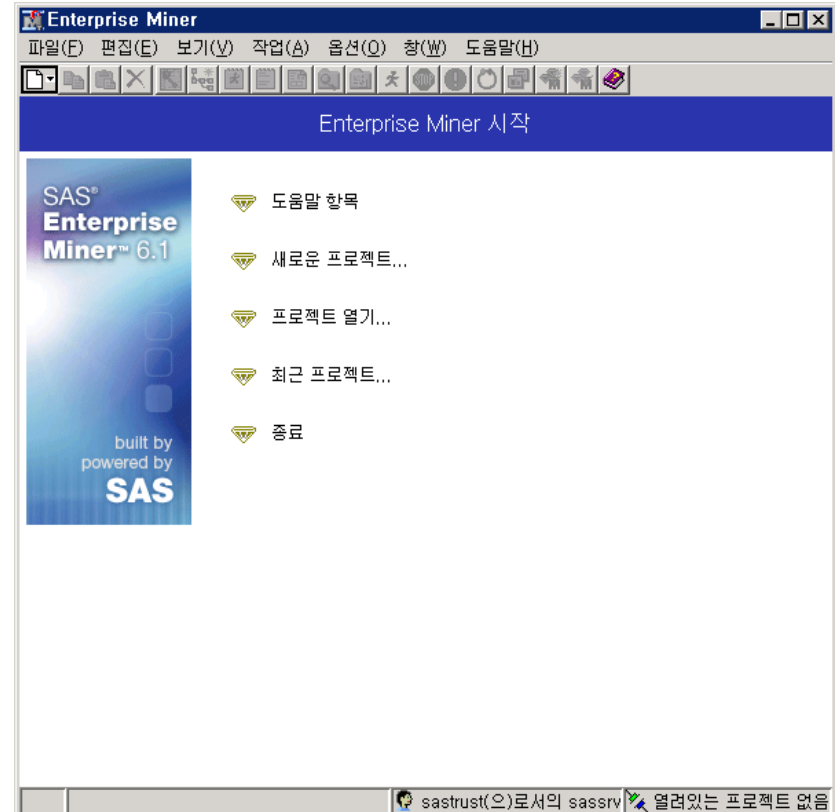 Enterprise Miner
파일(F) 편집(E) 보기(V) 작업(A) 옵션(O) 창(W) 도움말(H)
Enterprise Miner 시작
SAS®
Enterprise
Miner™ 6.1
built by
powered by
SAS
도움말 항목
새로운 프로젝트...
프로젝트 열기...
최근 프로젝트...
종료
sastrust(으)로서의 sassrv 열려있는 프로젝트 없음